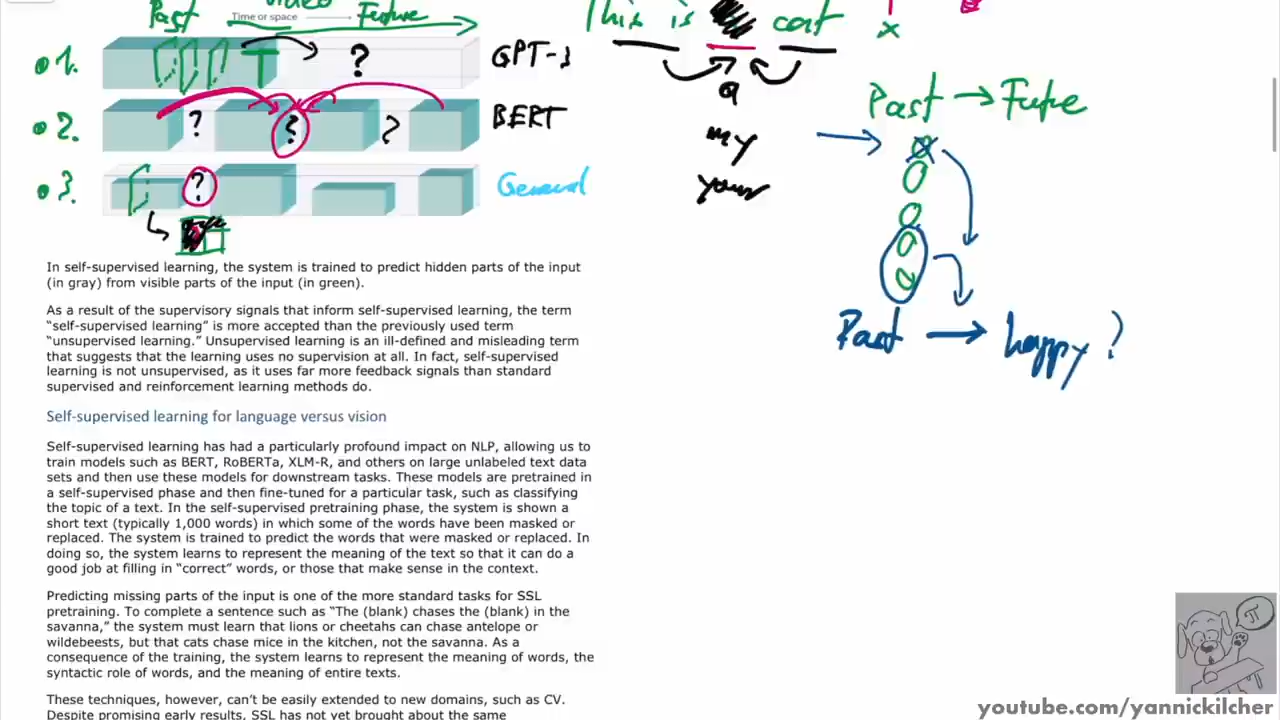 Past video Future
Time or space
This is cat
x
1. ? GPT-3
a
Past → Future
2. ? ? ? BERT
my
3. ? General
your
In self-supervised learning, the system is trained to predict hidden parts of the input
(in gray) from visible parts of the input (in green).
As a result of the supervisory signals that inform self-supervised learning, the term
“self-supervised learning” is more accepted than the previously used term
“unsupervised learning.” Unsupervised learning is an ill-defined and misleading term
that suggests that the learning uses no supervision at all. In fact, self-supervised
learning is not unsupervised, as it uses far more feedback signals than standard
supervised and reinforcement learning methods do.
Past → happy?
Self-supervised learning for language versus vision
Self-supervised learning has had a particularly profound impact on NLP, allowing us to
train models such as BERT, RoBERTa, XLM-R, and others on large unlabeled text data
sets and then use these models for downstream tasks. These models are pretrained in
a self-supervised phase and then fine-tuned for a particular task, such as classifying
the topic of a text. In the self-supervised pretraining phase, the system is shown a
short text (typically 1,000 words) in which some of the words have been masked or
replaced. The system is trained to predict the words that were masked or replaced. In
doing so, the system learns to represent the meaning of the text so that it can do a
good job at filling in “correct” words, or those that make sense in the context.
Predicting missing parts of the input is one of the more standard tasks for SSL
pretraining. To complete a sentence such as “The (blank) chases the (blank) in the
savanna,” the system must learn that lions or cheetahs can chase antelope or
wildebeests, but that cats chase mice in the kitchen, not the savanna. As a
consequence of the training, the system learns to represent the meaning of words, the
syntactic role of words, and the meaning of entire texts.
These techniques, however, can’t be easily extended to new domains, such as CV.
Despite promising early results, SSL has not yet brought about the same
π
youtube.com/yannickilcher